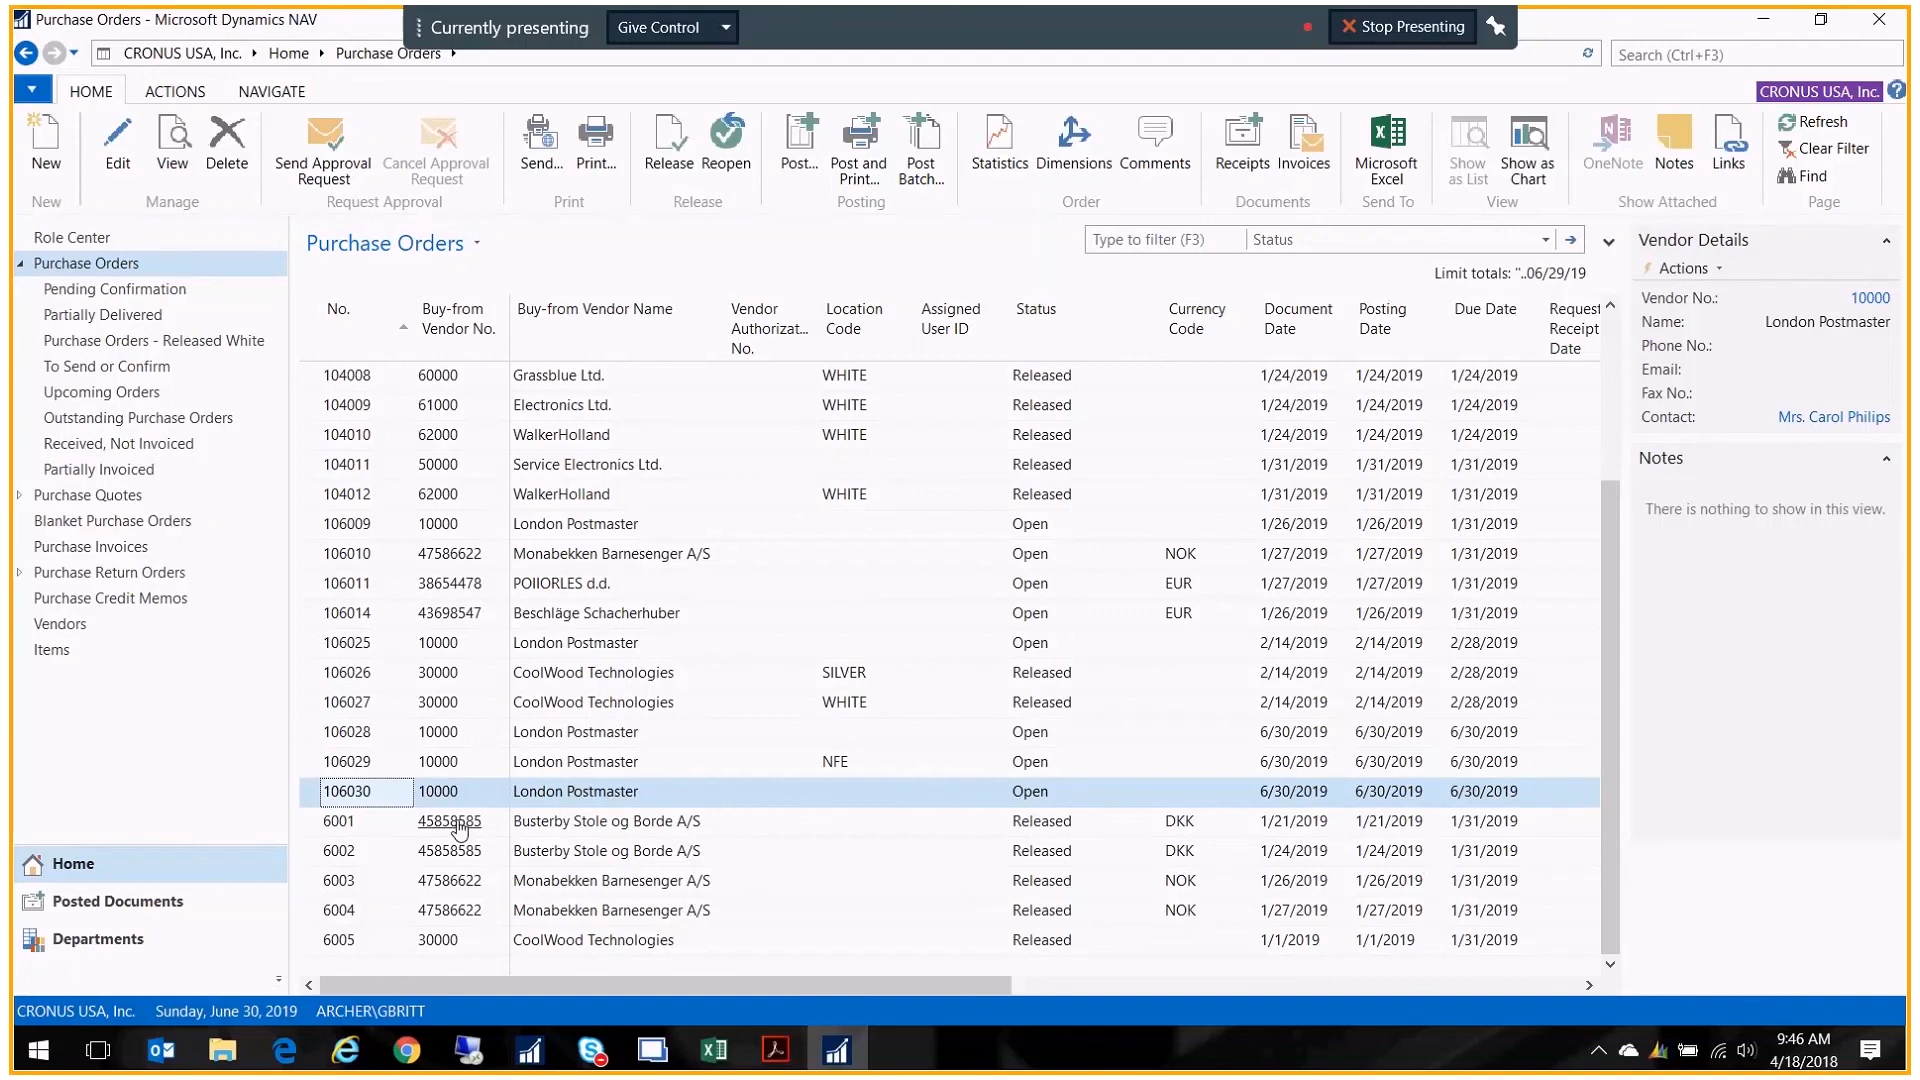 Purchase Orders - Microsoft Dynamics NAV
Currently presenting
Give Control
Stop Presenting
CRONUS USA, Inc.
Home
Purchase Orders
Search (Ctrl+F3)
HOME
ACTIONS
NAVIGATE
CRONUS USA, Inc.
New
Edit
View
Delete
Send Approval
Request
Cancel Approval
Request
Send...
Print...
Release
Reopen
Post...
Post and
Print...
Post
Batch...
Statistics
Dimensions
Comments
Receipts
Invoices
Microsoft
Excel
Show
as List
Show as
Chart
OneNote
Notes
Links
Refresh
Clear Filter
Find
New
Manage
Request Approval
Print
Release
Posting
Order
Documents
Send To
View
Show Attached
Page
Role Center
Purchase Orders
Pending Confirmation
Partially Delivered
Purchase Orders - Released White
To Send or Confirm
Upcoming Orders
Outstanding Purchase Orders
Received, Not Invoiced
Partially Invoiced
Purchase Quotes
Blanket Purchase Orders
Purchase Invoices
Purchase Return Orders
Purchase Credit Memos
Vendors
Items
Home
Posted Documents
Departments
Purchase Orders
Type to filter (F3)
Status
Limit totals: ''..06/29/19
No.
Buy-from
Vendor No.
Buy-from Vendor Name
Vendor
Authorizat...
No.
Location
Code
Assigned
User ID
Status
Currency
Code
Document
Date
Posting
Date
Due Date
Request
Receipt
Date
104008 60000 Grassblue Ltd. WHITE Released 1/24/2019 1/24/2019 1/24/2019
104009 61000 Electronics Ltd. WHITE Released 1/24/2019 1/24/2019 1/24/2019
104010 62000 WalkerHolland WHITE Released 1/24/2019 1/24/2019 1/24/2019
104011 50000 Service Electronics Ltd. Released 1/31/2019 1/31/2019 1/31/2019
104012 62000 WalkerHolland WHITE Released 1/31/2019 1/31/2019 1/31/2019
106009 10000 London Postmaster Open 1/26/2019 1/26/2019 1/31/2019
106010 47586622 Monabekken Barnesenger A/S Open NOK 1/27/2019 1/27/2019 1/31/2019
106011 38654478 POIIORLES d.d. Open EUR 1/27/2019 1/27/2019 1/31/2019
106014 43698547 Beschläge Schacherhuber Open EUR 1/26/2019 1/26/2019 1/31/2019
106025 10000 London Postmaster Open 2/14/2019 2/14/2019 2/28/2019
106026 30000 CoolWood Technologies SILVER Released 2/14/2019 2/14/2019 2/28/2019
106027 30000 CoolWood Technologies WHITE Released 2/14/2019 2/14/2019 2/28/2019
106028 10000 London Postmaster Open 6/30/2019 6/30/2019 6/30/2019
106029 10000 London Postmaster NFE Open 6/30/2019 6/30/2019 6/30/2019
106030 10000 London Postmaster Open 6/30/2019 6/30/2019 6/30/2019
6001 45858585 Busterby Stole og Borde A/S Released DKK 1/21/2019 1/21/2019 1/31/2019
6002 45858585 Busterby Stole og Borde A/S Released DKK 1/24/2019 1/24/2019 1/31/2019
6003 47586622 Monabekken Barnesenger A/S Released NOK 1/26/2019 1/26/2019 1/31/2019
6004 47586622 Monabekken Barnesenger A/S Released NOK 1/27/2019 1/27/2019 1/31/2019
6005 30000 CoolWood Technologies Released 1/1/2019 1/1/2019 1/31/2019
Vendor Details
Actions
Vendor No.: 10000
Name: London Postmaster
Phone No.:
Email:
Fax No.:
Contact: Mrs. Carol Philips
Notes
There is nothing to show in this view.
CRONUS USA, Inc. Sunday, June 30, 2019 ARCHER\GBRITT
9:46 AM
4/18/2018